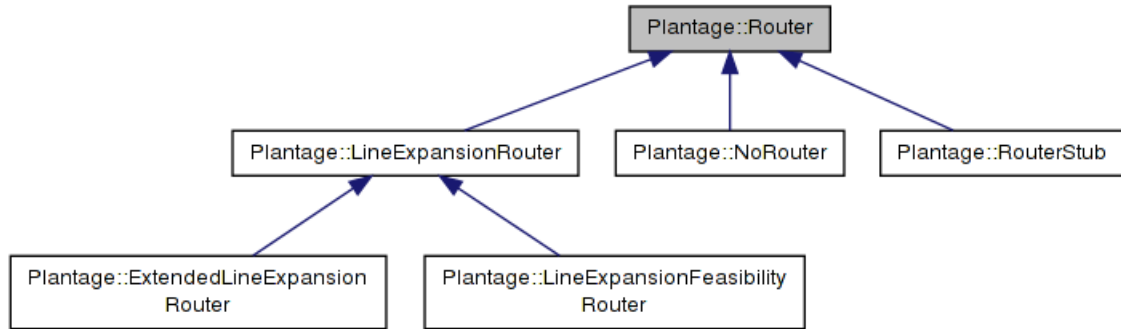 Plantage::Router
Plantage::LineExpansionRouter
Plantage::NoRouter
Plantage::RouterStub
Plantage::ExtendedLineExpansion
Router
Plantage::LineExpansionFeasibility
Router